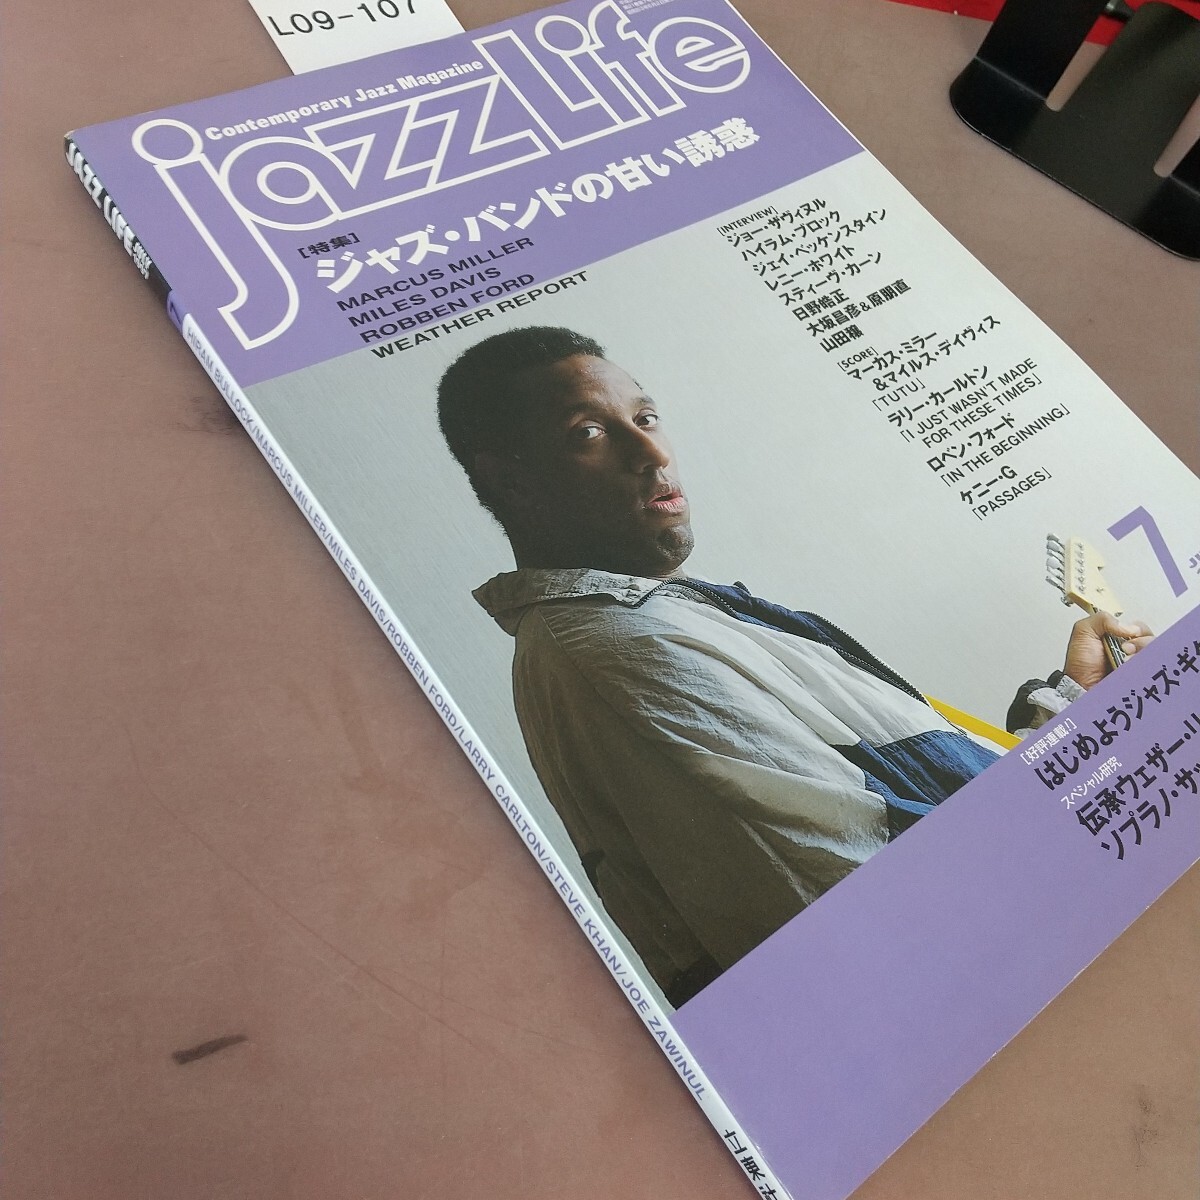 L09-107
Contemporary Jazz Magazine
jazzLife
[特集]
ジャズ・バンドの甘い誘惑
MARCUS MILLER
MILES DAVIS
ROBBEN FORD
WEATHER REPORT
[INTERVIEW]
ジョー・ザヴィヌル
ハイラム・ブロック
ジェイ・ベッケンスタイン
レニー・ホワイト
スティーヴ・カーン
日野皓正
大坂昌彦&原朋直
山田穣
[SCORE]
マーカス・ミラー
&マイルス・デイヴィス
「TUTU」
ラリー・カールトン
「I JUST WASN'T MADE
FOR THESE TIMES」
ロベン・フォード
「IN THE BEGINNING」
ケニー・G
「PASSAGES」
7
[好評連載!]
はじめようジャズ・ギ
スペシャル研究
伝承ウェザー・リ
ソプラノ・サッ
JAZZ LIFE
7
HIRAM BULLOCK/MARCUS MILLER/MILES DAVIS/ROBBEN FORD/LARRY CARLTON/STEVE KHAN/JOE ZAWINUL